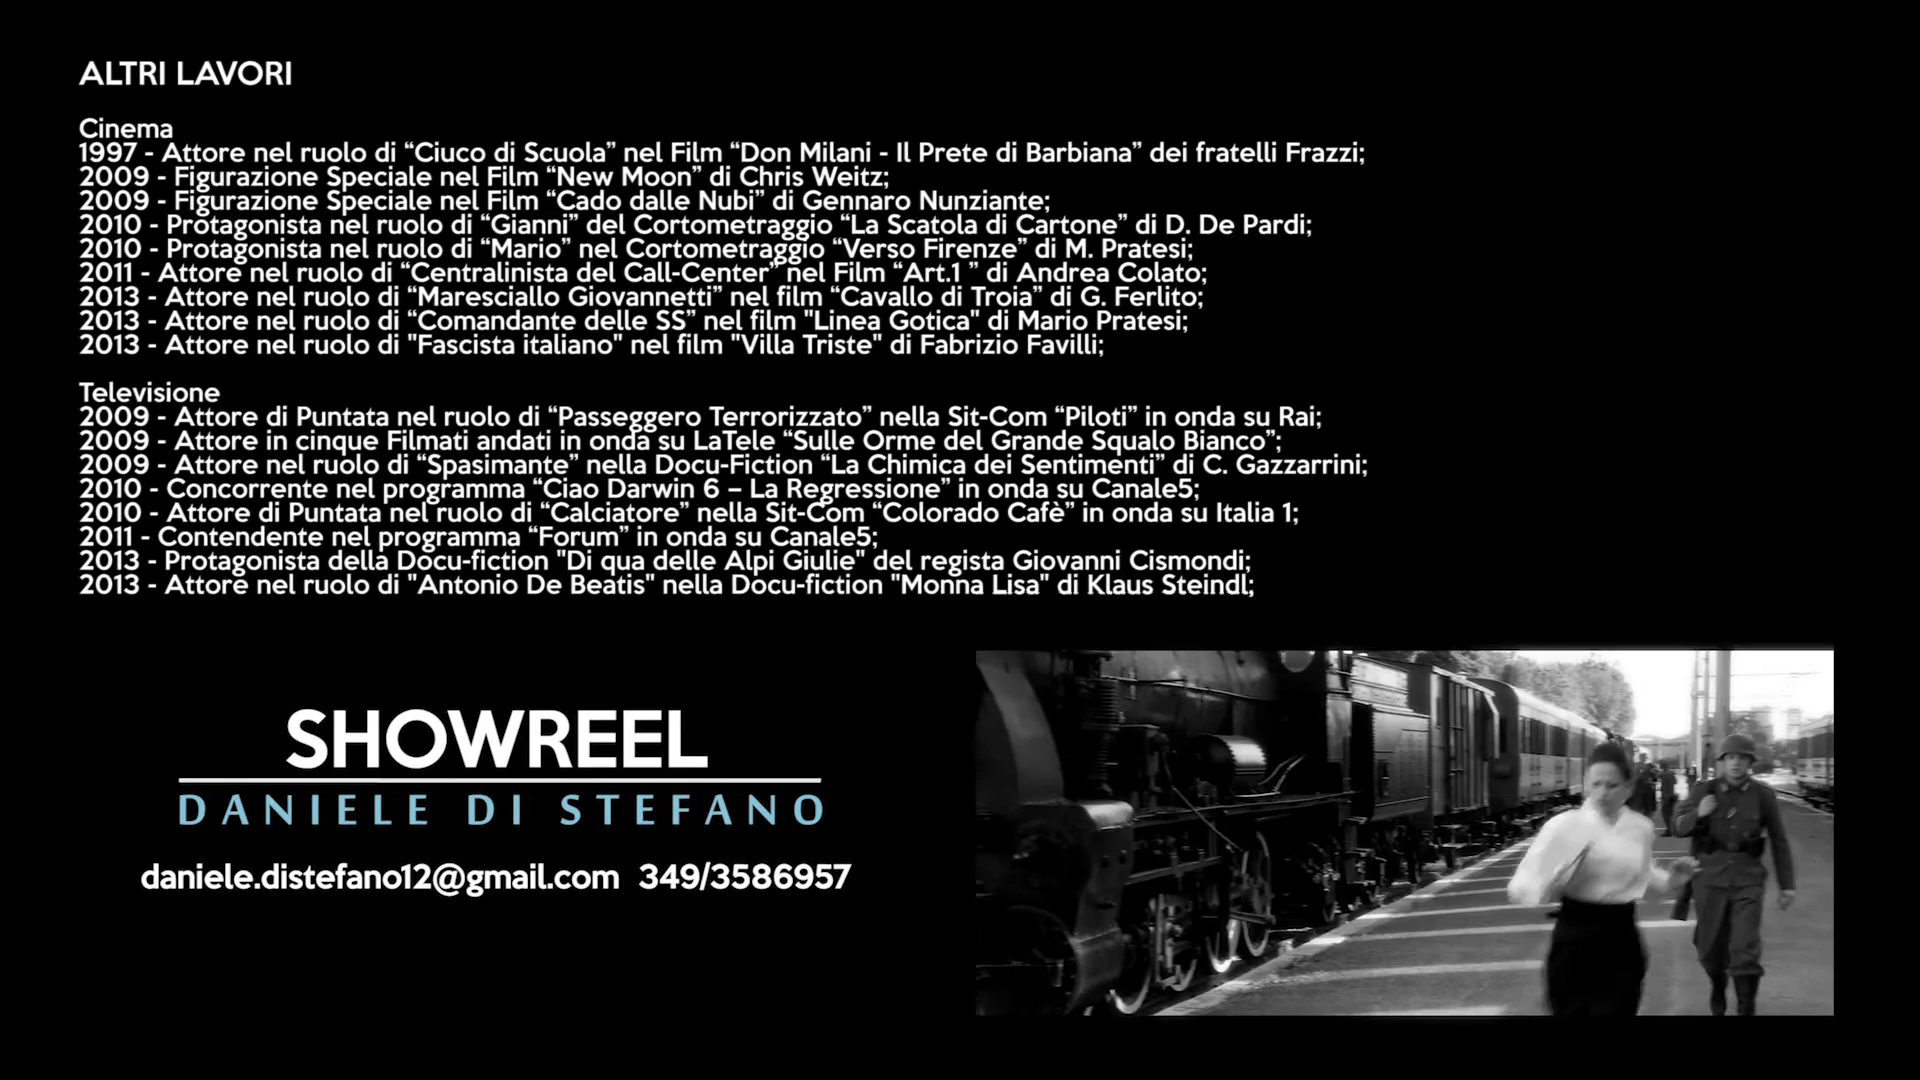 ALTRI LAVORI
Cinema
1997 - Attore nel ruolo di “Ciuco di Scuola” nel Film “Don Milani - Il Prete di Barbiana” dei fratelli Frazzi;
2009 - Figurazione Speciale nel Film “New Moon” di Chris Weitz;
2009 - Figurazione Speciale nel Film “Cado dalle Nubi” di Gennaro Nunziante;
2010 - Protagonista nel ruolo di “Gianni” del Cortometraggio “La Scatola di Cartone” di D. De Pardi;
2010 - Protagonista nel ruolo di “Mario” nel Cortometraggio “Verso Firenze” di M. Pratesi;
2011 - Attore nel ruolo di “Centralinista del Call-Center” nel Film “Art.1 ” di Andrea Colato;
2013 - Attore nel ruolo di “Maresciallo Giovannetti” nel film “Cavallo di Troia” di G. Ferlito;
2013 - Attore nel ruolo di “Comandante delle SS” nel film "Linea Gotica" di Mario Pratesi;
2013 - Attore nel ruolo di "Fascista italiano" nel film "Villa Triste" di Fabrizio Favilli;
Televisione
2009 - Attore di Puntata nel ruolo di “Passeggero Terrorizzato” nella Sit-Com “Piloti” in onda su Rai;
2009 - Attore in cinque Filmati andati in onda su LaTele “Sulle Orme del Grande Squalo Bianco”;
2009 - Attore nel ruolo di “Spasimante” nella Docu-Fiction “La Chimica dei Sentimenti” di C. Gazzarrini;
2010 - Concorrente nel programma “Ciao Darwin 6 – La Regressione” in onda su Canale5;
2010 - Attore di Puntata nel ruolo di “Calciatore” nella Sit-Com “Colorado Cafè” in onda su Italia 1;
2011 - Contendente nel programma “Forum” in onda su Canale5;
2013 - Protagonista della Docu-fiction "Di qua delle Alpi Giulie" del regista Giovanni Cismondi;
2013 - Attore nel ruolo di "Antonio De Beatis" nella Docu-fiction "Monna Lisa" di Klaus Steindl;
SHOWREEL
DANIELE DI STEFANO
daniele.distefano12@gmail.com 349/3586957